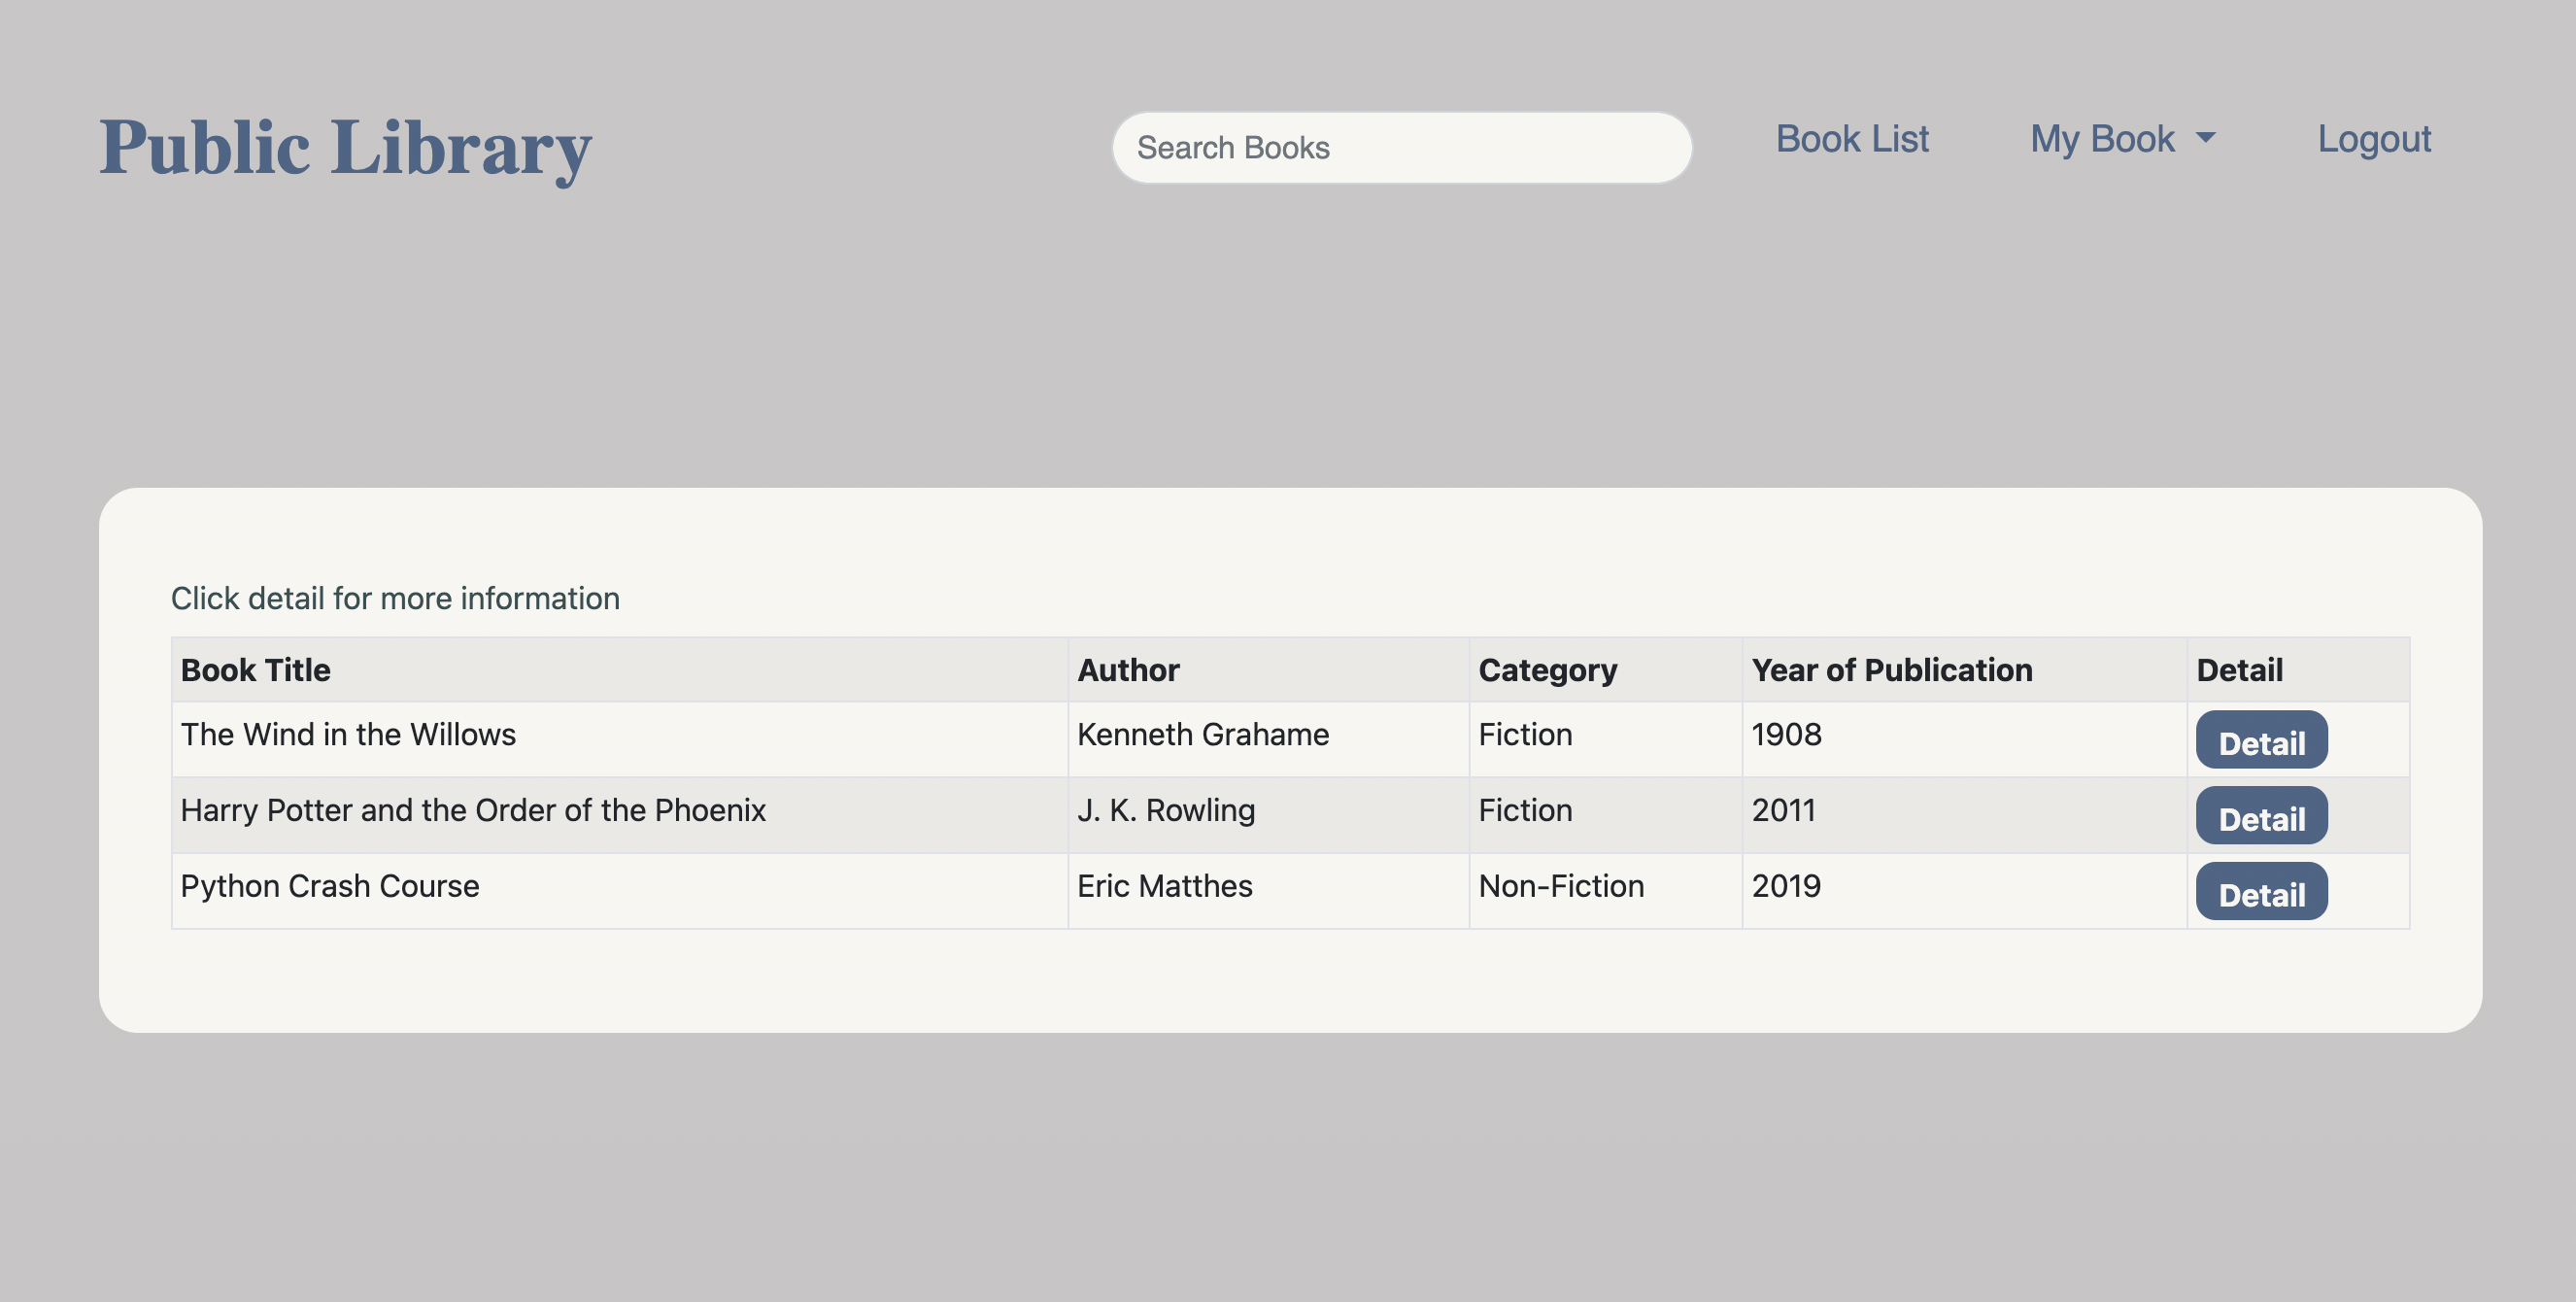 Public Library
Search Books
Book List
My Book
Logout
Click detail for more information
Book Title Author Category Year of Publication Detail
The Wind in the Willows Kenneth Grahame Fiction 1908 Detail
Harry Potter and the Order of the Phoenix J. K. Rowling Fiction 2011 Detail
Python Crash Course Eric Matthes Non-Fiction 2019 Detail